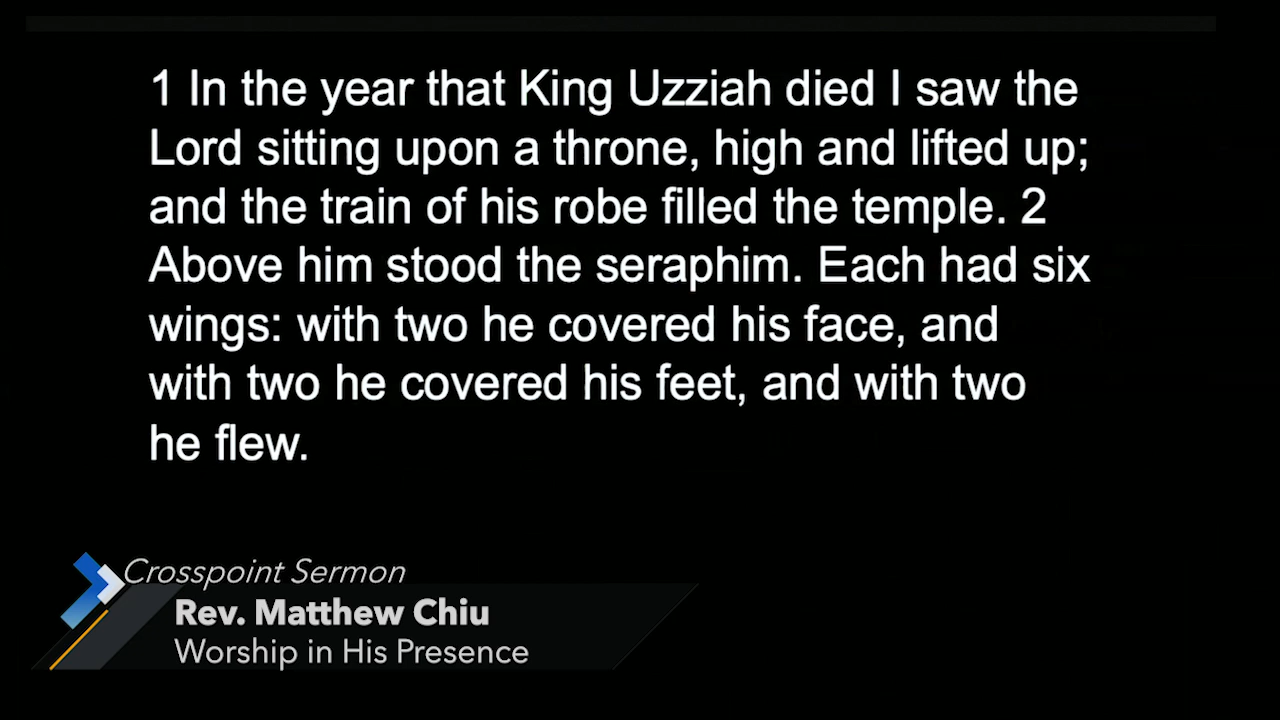 1 In the year that King Uzziah died I saw the
Lord sitting upon a throne, high and lifted up;
and the train of his robe filled the temple. 2
Above him stood the seraphim. Each had six
wings: with two he covered his face, and
with two he covered his feet, and with two
he flew.
Crosspoint Sermon
Rev. Matthew Chiu
Worship in His Presence